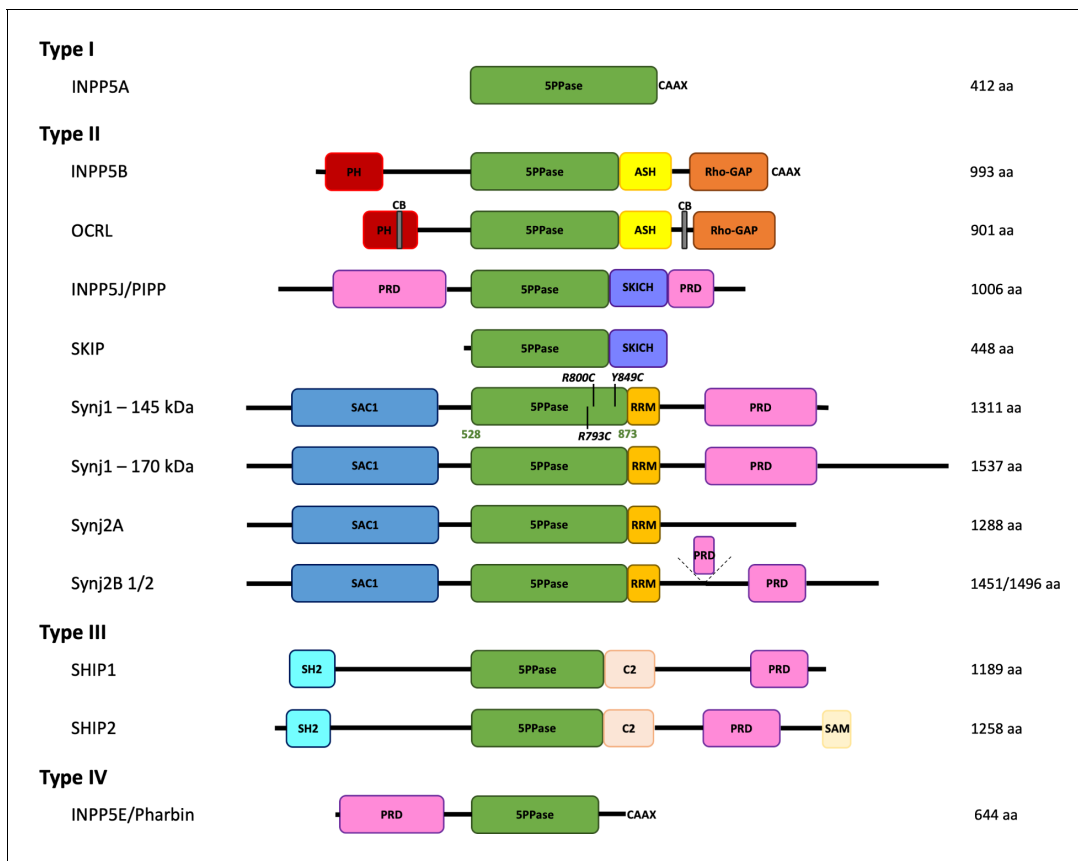 Type I
INPP5A 5PPase CAAX 412 aa
Type II
INPP5B PH 5PPase ASH Rho-GAP CAAX 993 aa
CB CB
OCRL PH 5PPase ASH Rho-GAP 901 aa
INPP5J/PIPP PRD 5PPase SKICH PRD 1006 aa
SKIP 5PPase SKICH 448 aa
R800C Y849C
Synj1 – 145 kDa SAC1 5PPase RRM PRD 1311 aa
528 R793C 873
Synj1 – 170 kDa SAC1 5PPase RRM PRD 1537 aa
Synj2A SAC1 5PPase RRM 1288 aa
PRD
Synj2B 1/2 SAC1 5PPase RRM PRD 1451/1496 aa
Type III
SHIP1 SH2 5PPase C2 PRD 1189 aa
SHIP2 SH2 5PPase C2 PRD SAM 1258 aa
Type IV
INPP5E/Pharbin PRD 5PPase CAAX 644 aa